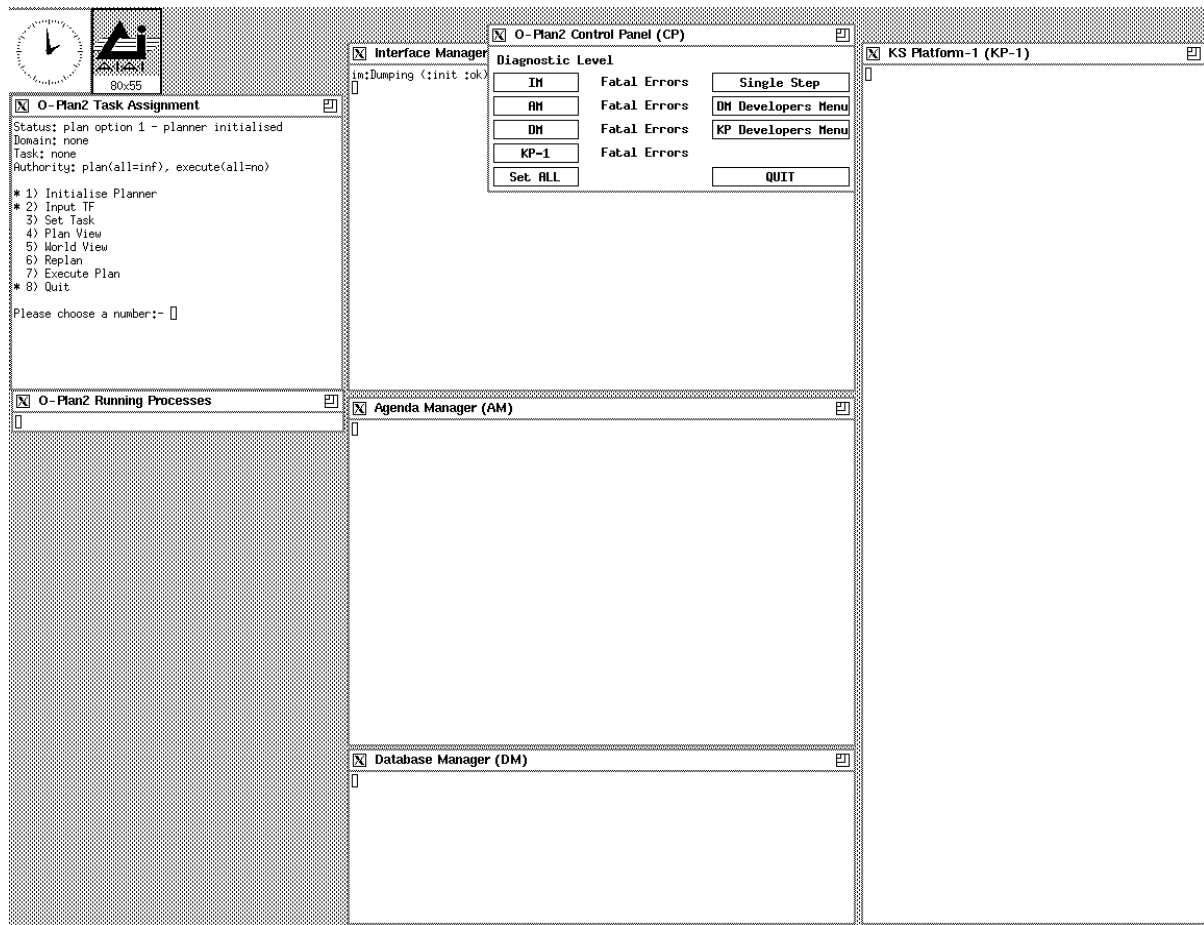 AIAI
80x55
O-Plan2 Task Assignment
Status: plan option 1 - planner initialised
Domain: none
Task: none
Authority: plan(all=inf), execute(all=no)
* 1) Initialise Planner
* 2) Input TF
3) Set Task
4) Plan View
5) World View
6) Replan
7) Execute Plan
* 8) Quit
Please choose a number:-
O-Plan2 Running Processes
Interface Manager
im:Dumping (:init :ok)
O-Plan2 Control Panel (CP)
Diagnostic Level
IM Fatal Errors Single Step
AM Fatal Errors DM Developers Menu
DM Fatal Errors KP Developers Menu
KP-1 Fatal Errors
Set ALL QUIT
Agenda Manager (AM)
Database Manager (DM)
KS Platform-1 (KP-1)